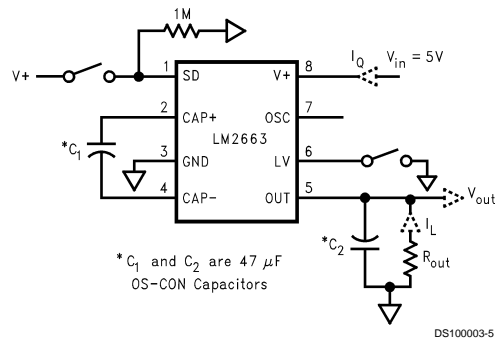 1M
I_Q V_in = 5V
V+
1 SD V+ 8
2 CAP+ OSC 7
LM2663
*C_1
3 GND LV 6
4 CAP- OUT 5
V_out
I_L
*C_2
R_out
*C_1 and C_2 are 47 μF
OS-CON Capacitors
DS100003-5